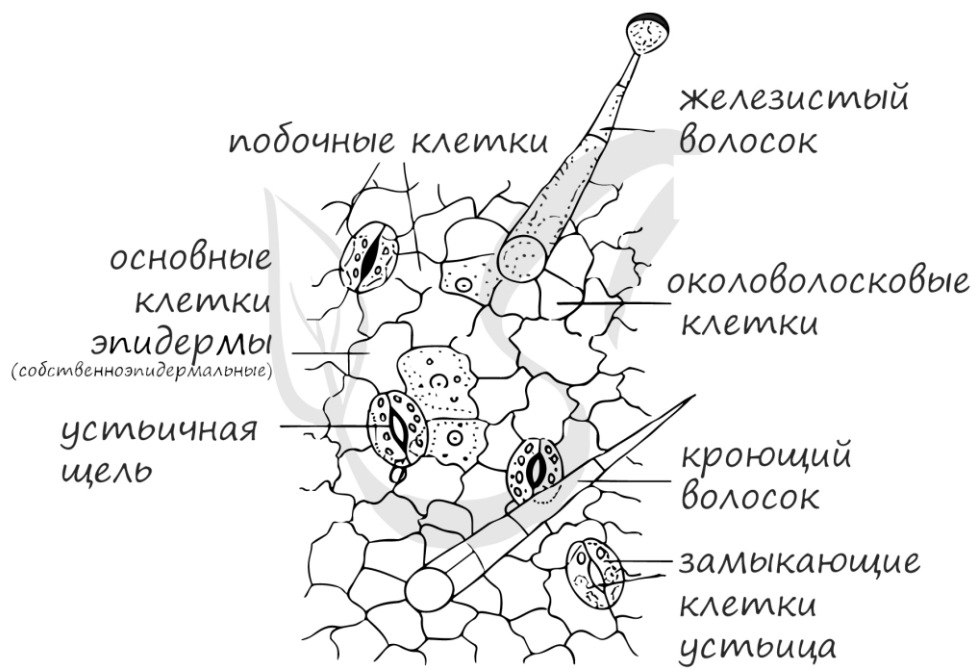 железистый
волосок
побочные клетки
основные
клетки
эпидермы
(собственноэпидермальные)
околоволосковые
клетки
устьичная
щель
кроющий
волосок
замыкающие
клетки
устьица